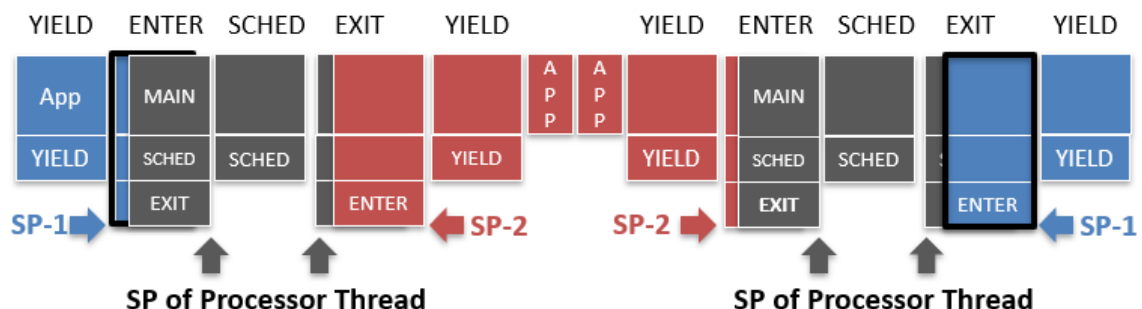 YIELD ENTER SCHED EXIT YIELD YIELD ENTER SCHED EXIT YIELD
App MAIN APP APP MAIN
YIELD SCHED SCHED YIELD YIELD SCHED SCHED S YIELD
EXIT ENTER EXIT ENTER
SP-1 SP-2 SP-2 SP-1
SP of Processor Thread SP of Processor Thread